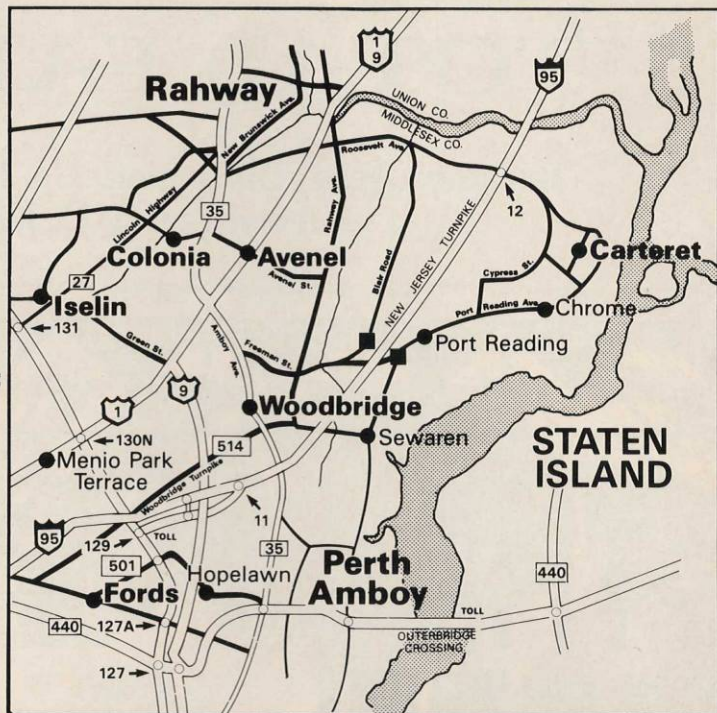 1
9
95
Rahway
New Brunswick Ave.
UNION CO.
MIDDLESEX CO.
Roosevelt Ave.
35
Lincoln Highway
Rahway Ave.
Blair Road
NEW JERSEY TURNPIKE
12
Colonia
Avenel
Avenel St.
Carteret
Cypress St.
27
Iselin
Port Reading Ave.
Chrome
131
Green St.
Amboy Ave.
Freeman St.
Port Reading
9
1
Woodbridge
130N
514
Sewaren
STATEN
ISLAND
Menio Park
Terrace
Woodbridge Turnpike
11
95
129
TOLL
35
501
Hopelawn
Perth
Amboy
440
Fords
TOLL
440
127A
OUTERBRIDGE
CROSSING
127